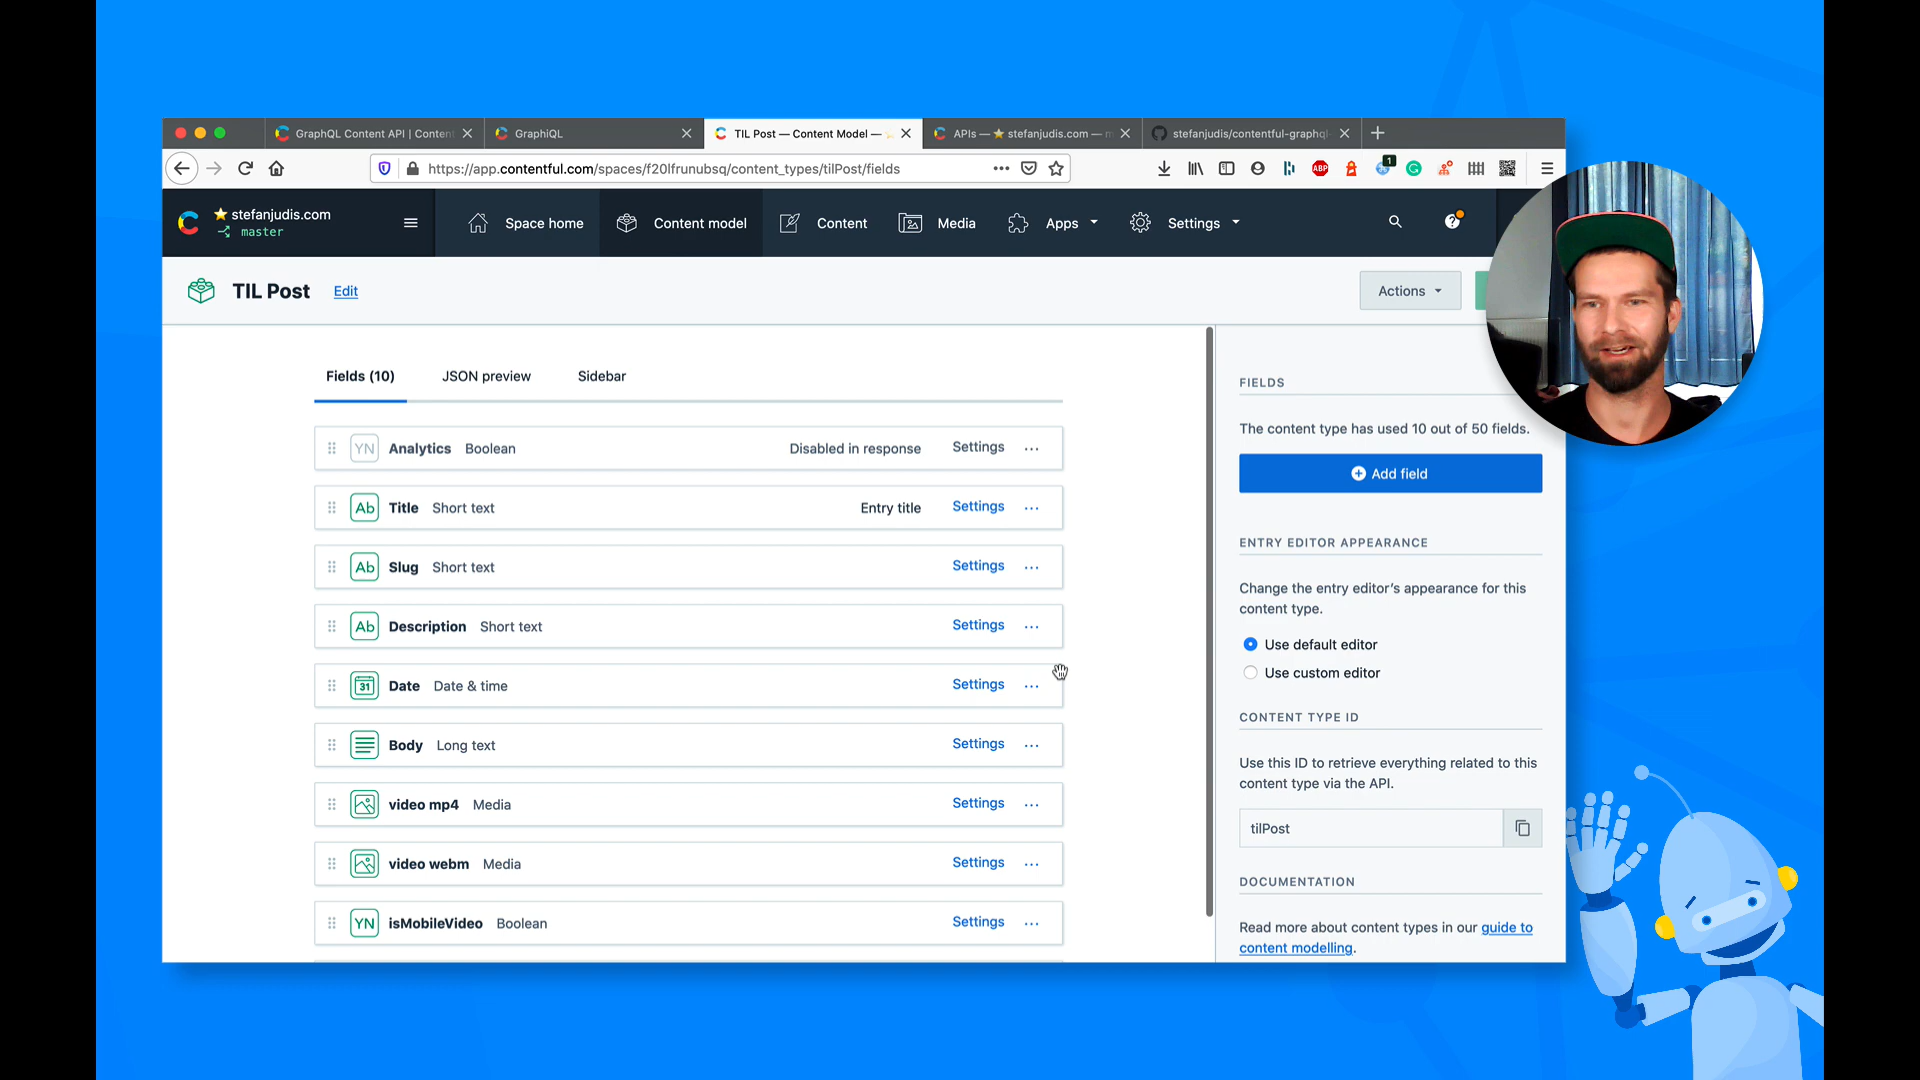 GraphQL Content API | Content
GraphiQL
TIL Post — Content Model —
APIs — ⭐ stefanjudis.com — m
stefanjudis/contentful-graphql-
https://app.contentful.com/spaces/f20lfrunubsq/content_types/tilPost/fields
ABP
1
⭐ stefanjudis.com
master
Space home
Content model
Content
Media
Apps
Settings
TIL Post
Edit
Actions
Fields (10)
JSON preview
Sidebar
YN Analytics Boolean Disabled in response Settings ...
Ab Title Short text Entry title Settings ...
Ab Slug Short text Settings ...
Ab Description Short text Settings ...
31 Date Date & time Settings ...
Body Long text Settings ...
video mp4 Media Settings ...
video webm Media Settings ...
YN isMobileVideo Boolean Settings ...
FIELDS
The content type has used 10 out of 50 fields.
Add field
ENTRY EDITOR APPEARANCE
Change the entry editor’s appearance for this
content type.
Use default editor
Use custom editor
CONTENT TYPE ID
Use this ID to retrieve everything related to this
content type via the API.
tilPost
DOCUMENTATION
Read more about content types in our guide to
content modelling.